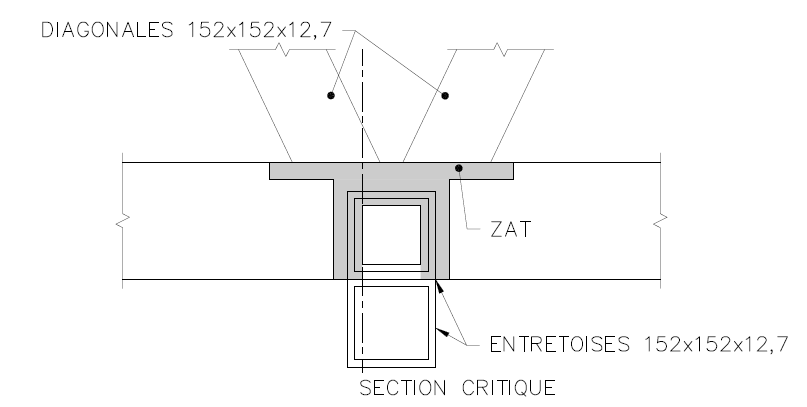 DIAGONALES 152x152x12,7
ZAT
ENTRETOISES 152x152x12,7
SECTION CRITIQUE